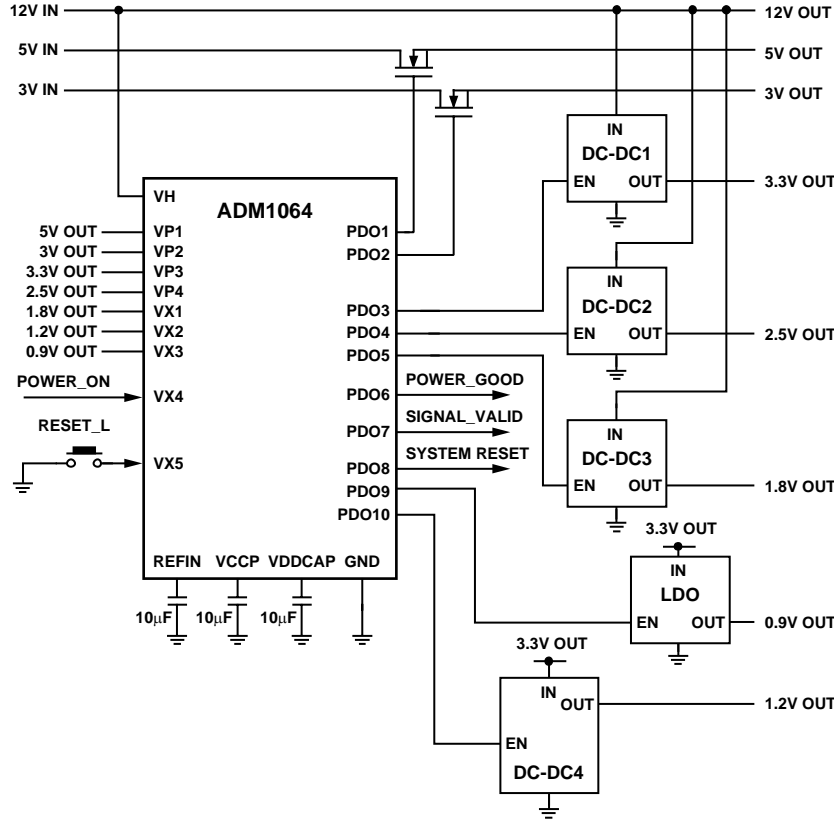 12V IN
12V OUT
5V IN
5V OUT
3V IN
3V OUT
IN
DC-DC1
EN OUT
3.3V OUT
ADM1064
VH
5V OUT
VP1
PDO1
3V OUT
VP2
PDO2
3.3V OUT
VP3
2.5V OUT
VP4
1.8V OUT
VX1
PDO3
1.2V OUT
VX2
PDO4
0.9V OUT
VX3
PDO5
IN
DC-DC2
EN OUT
2.5V OUT
POWER_ON
VX4
PDO6
POWER_GOOD
PDO7
SIGNAL_VALID
RESET_L
VX5
PDO8
SYSTEM RESET
PDO9
PDO10
IN
DC-DC3
EN OUT
1.8V OUT
REFIN VCCP VDDCAP GND
10μF 10μF 10μF
3.3V OUT
IN
LDO
EN OUT
0.9V OUT
3.3V OUT
IN
OUT
1.2V OUT
EN
DC-DC4